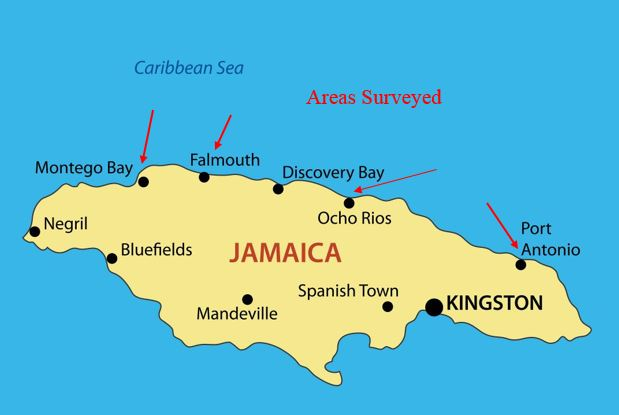 Caribbean Sea
Areas Surveyed
Montego Bay
Falmouth
Discovery Bay
Ocho Rios
Port
Antonio
Negril
Bluefields
JAMAICA
Spanish Town
Mandeville
KINGSTON